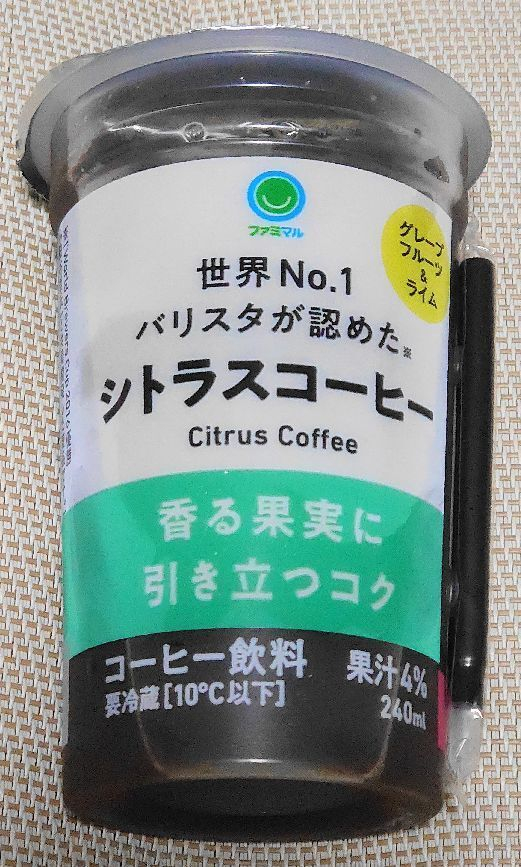 ファミマル
グレープ
フルーツ
&
ライム
世界No.1
バリスタが認めた※
シトラスコーヒー
Citrus Coffee
香る果実に
引き立つコク
コーヒー飲料
果汁4%
要冷蔵[10℃以下]
240ml